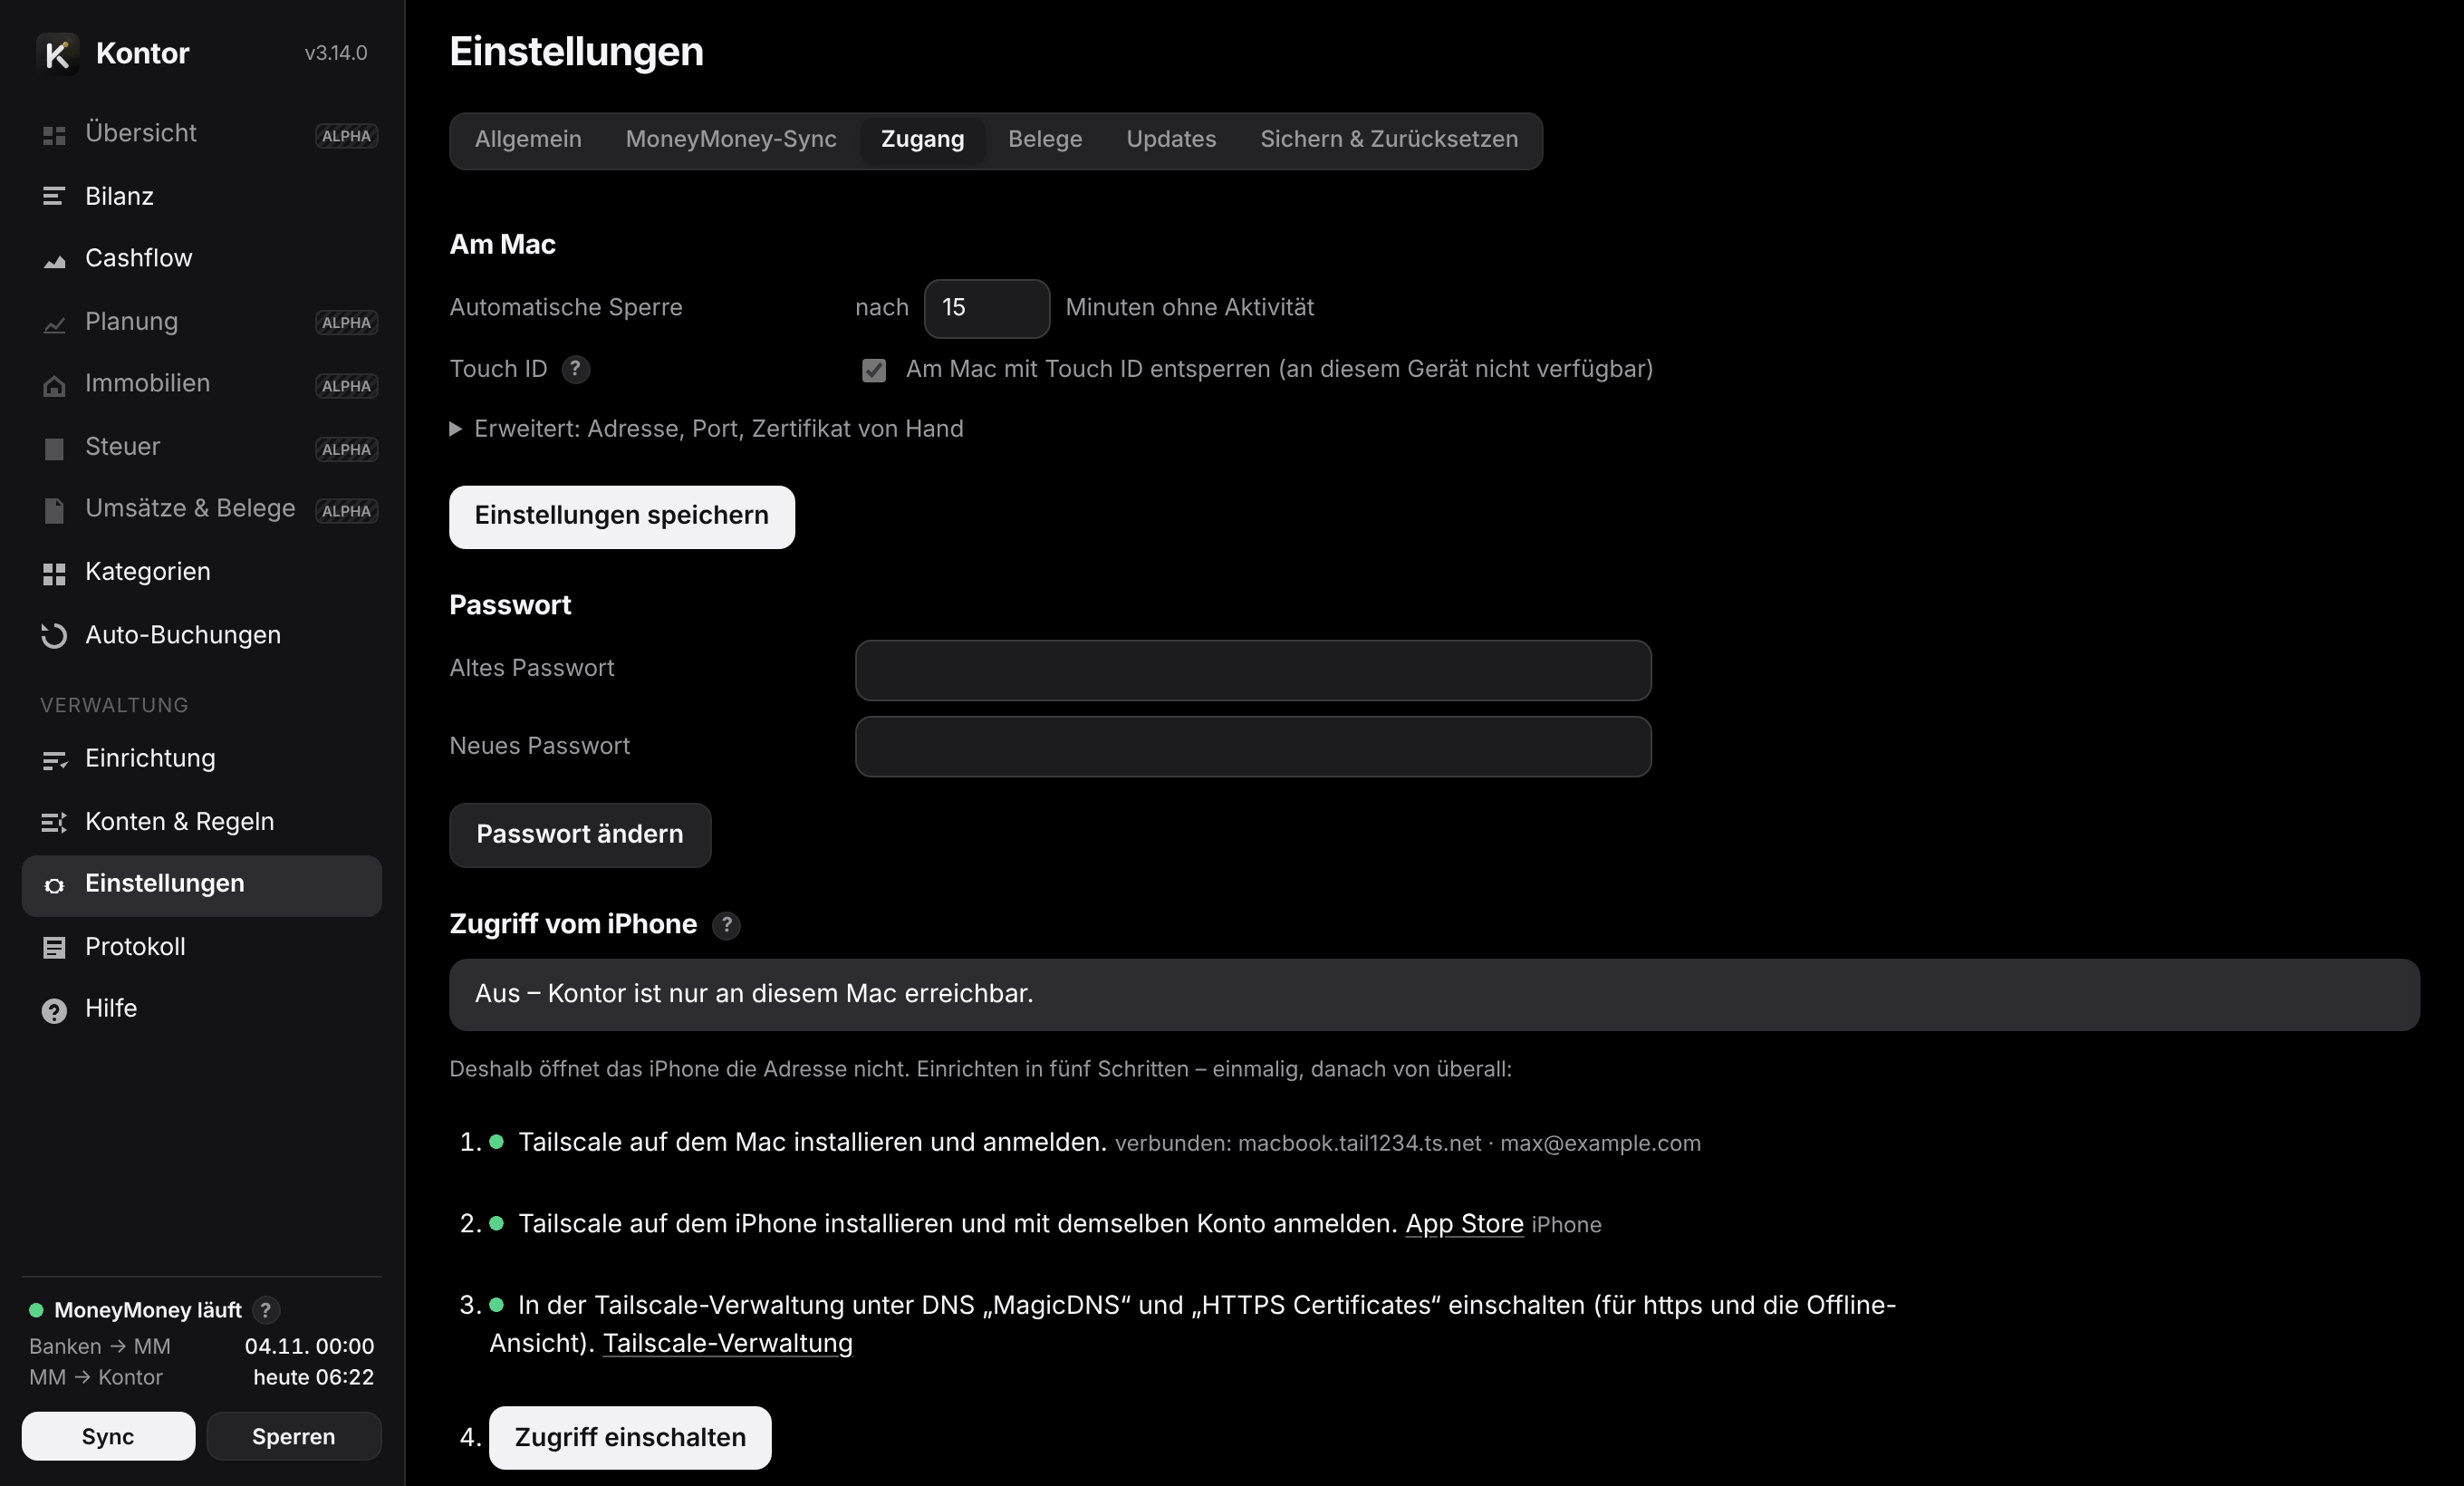 Kontor v3.14.0
Übersicht ALPHA
Bilanz
Cashflow
Planung ALPHA
Immobilien ALPHA
Steuer ALPHA
Umsätze & Belege ALPHA
Kategorien
Auto-Buchungen
VERWALTUNG
Einrichtung
Konten & Regeln
Einstellungen
Protokoll
Hilfe
MoneyMoney läuft ?
Banken → MM 04.11. 00:00
MM → Kontor heute 06:22
Sync Sperren
Einstellungen
Allgemein MoneyMoney-Sync Zugang Belege Updates Sichern & Zurücksetzen
Am Mac
Automatische Sperre nach 15 Minuten ohne Aktivität
Touch ID ? Am Mac mit Touch ID entsperren (an diesem Gerät nicht verfügbar)
Erweitert: Adresse, Port, Zertifikat von Hand
Einstellungen speichern
Passwort
Altes Passwort
Neues Passwort
Passwort ändern
Zugriff vom iPhone ?
Aus – Kontor ist nur an diesem Mac erreichbar.
Deshalb öffnet das iPhone die Adresse nicht. Einrichten in fünf Schritten – einmalig, danach von überall:
1. Tailscale auf dem Mac installieren und anmelden. verbunden: macbook.tail1234.ts.net · max@example.com
2. Tailscale auf dem iPhone installieren und mit demselben Konto anmelden. App Store iPhone
3. In der Tailscale-Verwaltung unter DNS „MagicDNS“ und „HTTPS Certificates“ einschalten (für https und die Offline-
Ansicht). Tailscale-Verwaltung
4. Zugriff einschalten